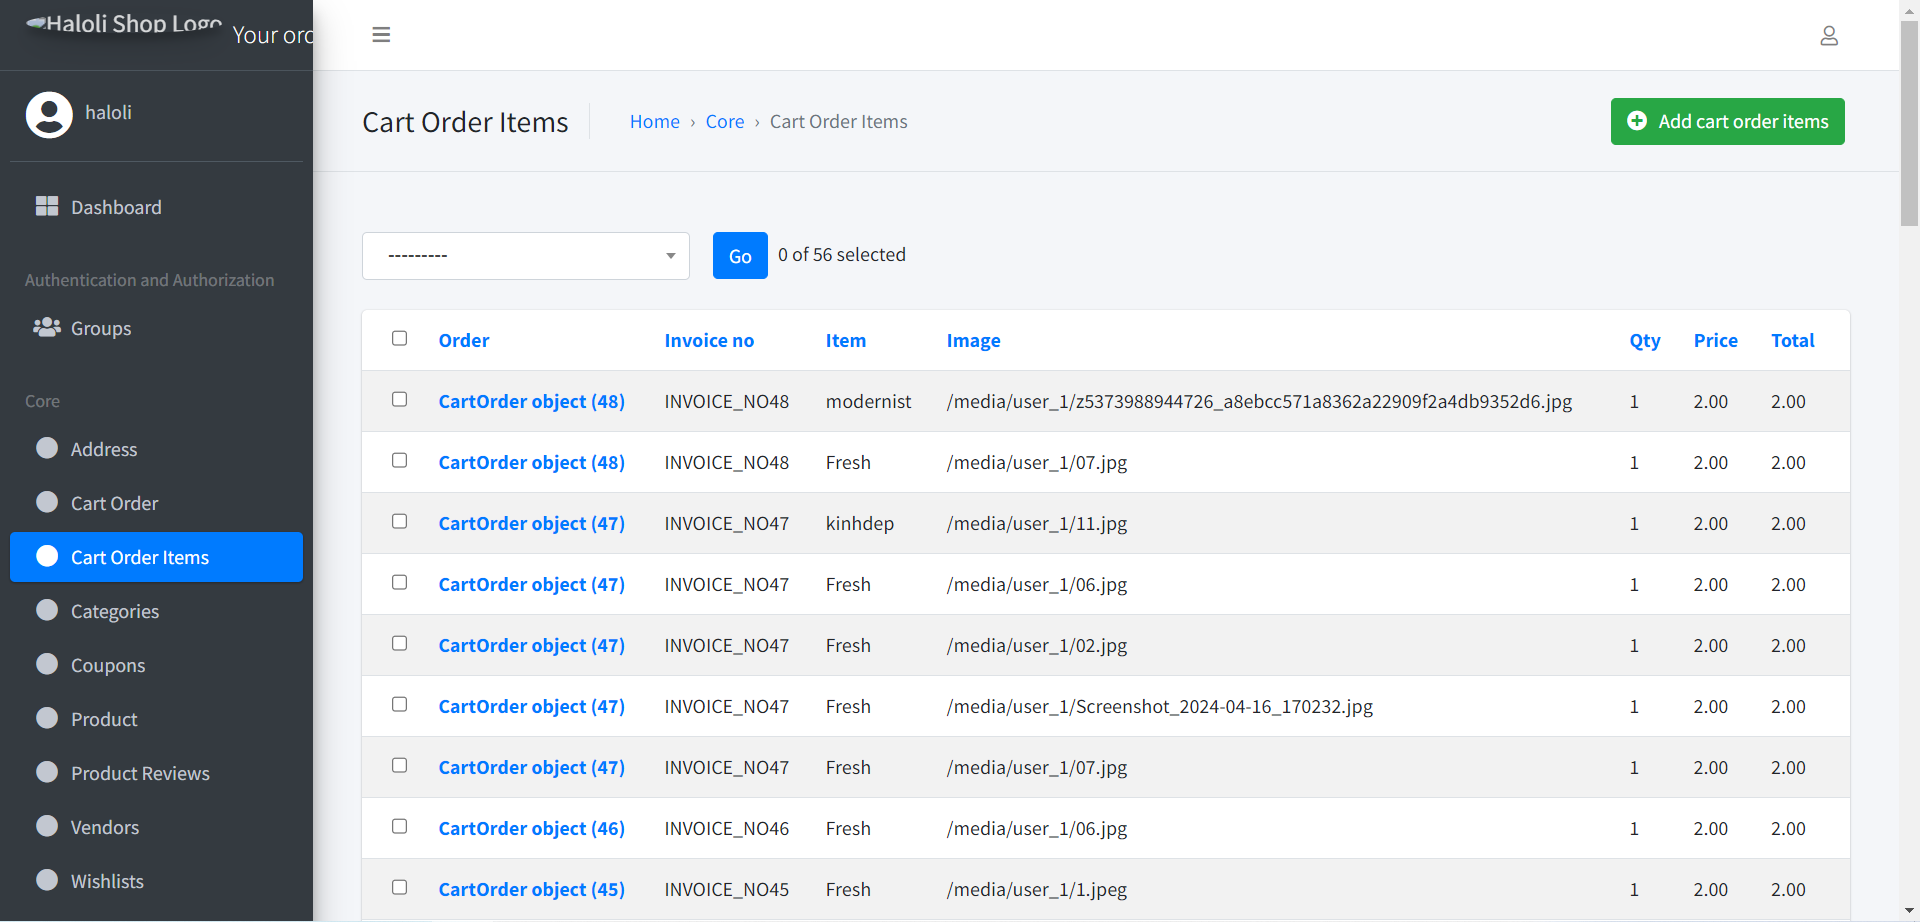 Haloli Shop Logo Your orc
haloli
Dashboard
Authentication and Authorization
Groups
Core
Address
Cart Order
Cart Order Items
Categories
Coupons
Product
Product Reviews
Vendors
Wishlists
Cart Order Items Home › Core › Cart Order Items Add cart order items
--------- Go 0 of 56 selected
Order Invoice no Item Image Qty Price Total
CartOrder object (48) INVOICE_NO48 modernist /media/user_1/z5373988944726_a8ebcc571a8362a22909f2a4db9352d6.jpg 1 2.00 2.00
CartOrder object (48) INVOICE_NO48 Fresh /media/user_1/07.jpg 1 2.00 2.00
CartOrder object (47) INVOICE_NO47 kinhdep /media/user_1/11.jpg 1 2.00 2.00
CartOrder object (47) INVOICE_NO47 Fresh /media/user_1/06.jpg 1 2.00 2.00
CartOrder object (47) INVOICE_NO47 Fresh /media/user_1/02.jpg 1 2.00 2.00
CartOrder object (47) INVOICE_NO47 Fresh /media/user_1/Screenshot_2024-04-16_170232.jpg 1 2.00 2.00
CartOrder object (47) INVOICE_NO47 Fresh /media/user_1/07.jpg 1 2.00 2.00
CartOrder object (46) INVOICE_NO46 Fresh /media/user_1/06.jpg 1 2.00 2.00
CartOrder object (45) INVOICE_NO45 Fresh /media/user_1/1.jpeg 1 2.00 2.00